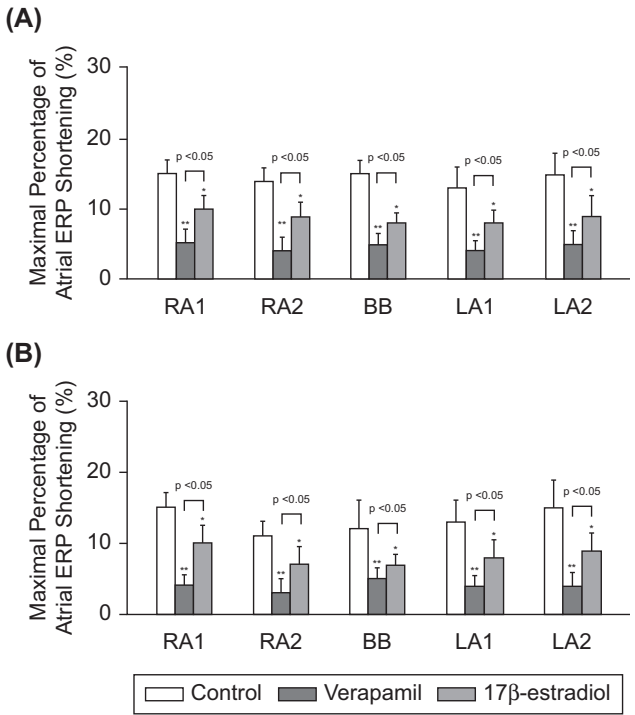 (A)
Maximal Percentage of
Atrial ERP Shortening (%)
30
20
10
0
p <0.05
p <0.05
p <0.05
p <0.05
p <0.05
**
*
**
*
**
*
**
*
**
*
RA1
RA2
BB
LA1
LA2
(B)
Maximal Percentage of
Atrial ERP Shortening (%)
30
20
10
0
p <0.05
p <0.05
p <0.05
p <0.05
p <0.05
**
*
**
*
**
*
**
*
**
*
RA1
RA2
BB
LA1
LA2
Control Verapamil 17β-estradiol